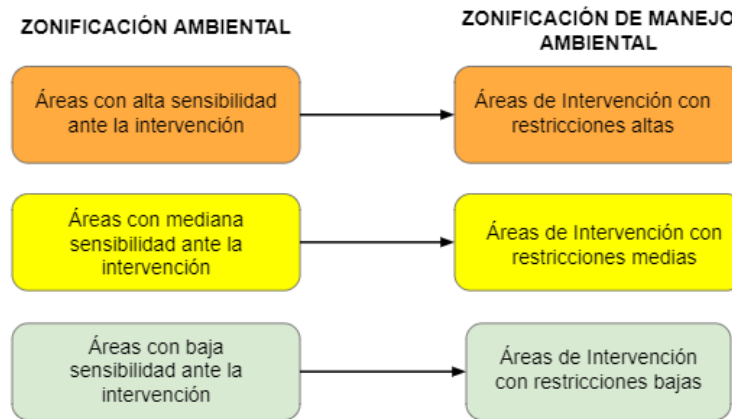 ZONIFICACIÓN AMBIENTAL
ZONIFICACIÓN DE MANEJO
AMBIENTAL
Áreas con alta sensibilidad
ante la intervención
Áreas de Intervención con
restricciones altas
Áreas con mediana
sensibilidad ante la
intervención
Áreas de Intervención con
restricciones medias
Áreas con baja
sensibilidad ante la
intervención
Áreas de Intervención
con restricciones bajas